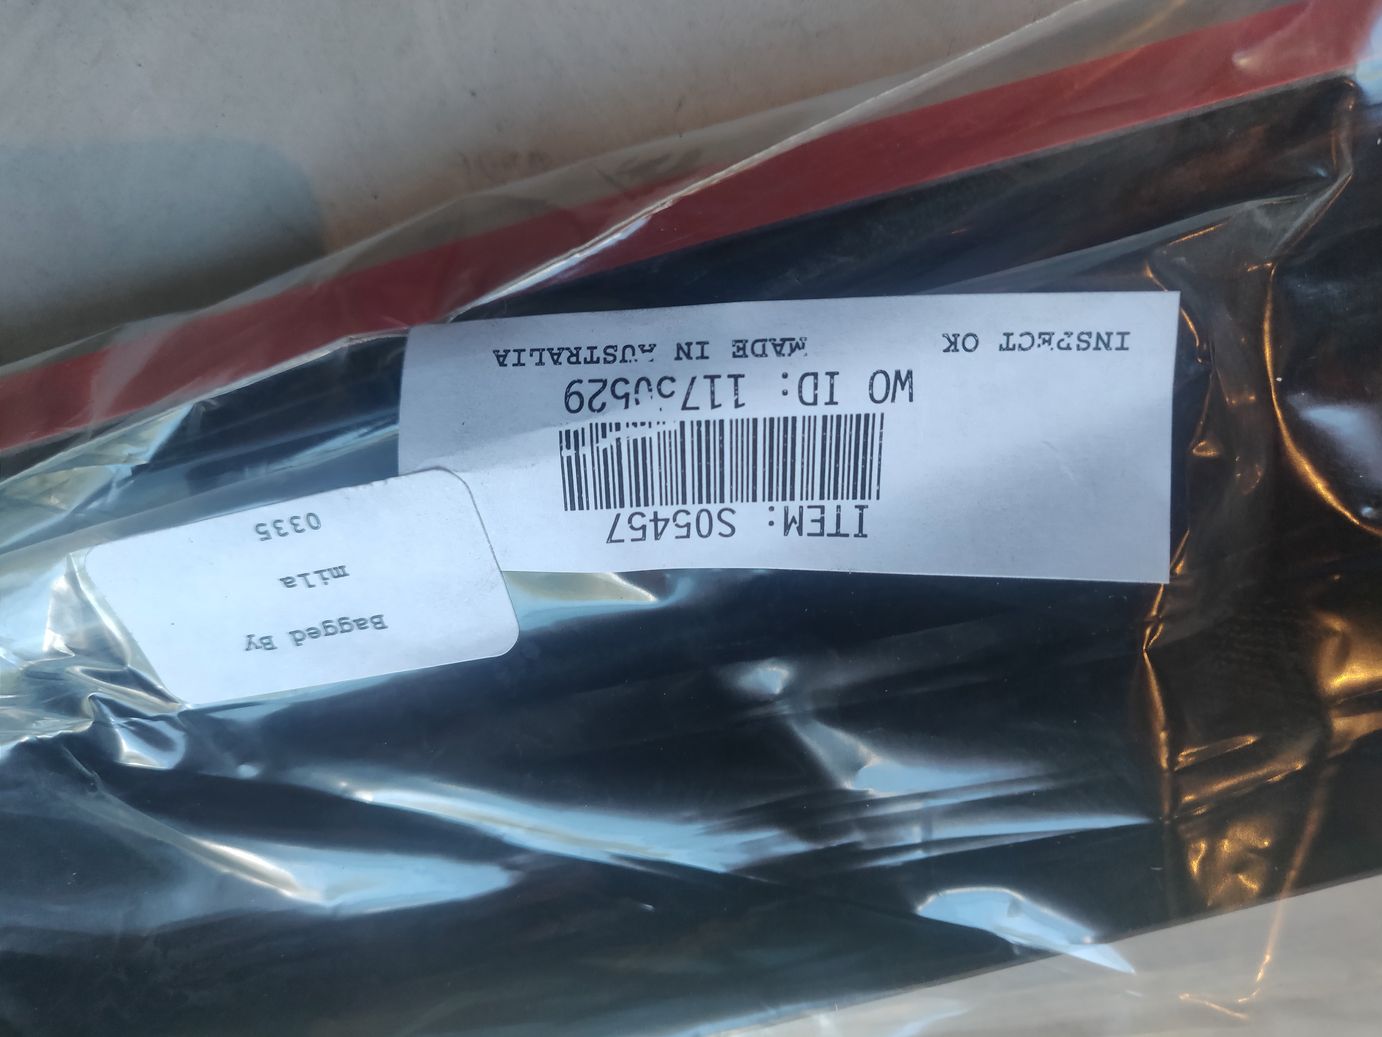 ITEM: S05457
WO ID:
INSPECT OK MADE IN AUSTRALIA
Bagged By
mila
0335